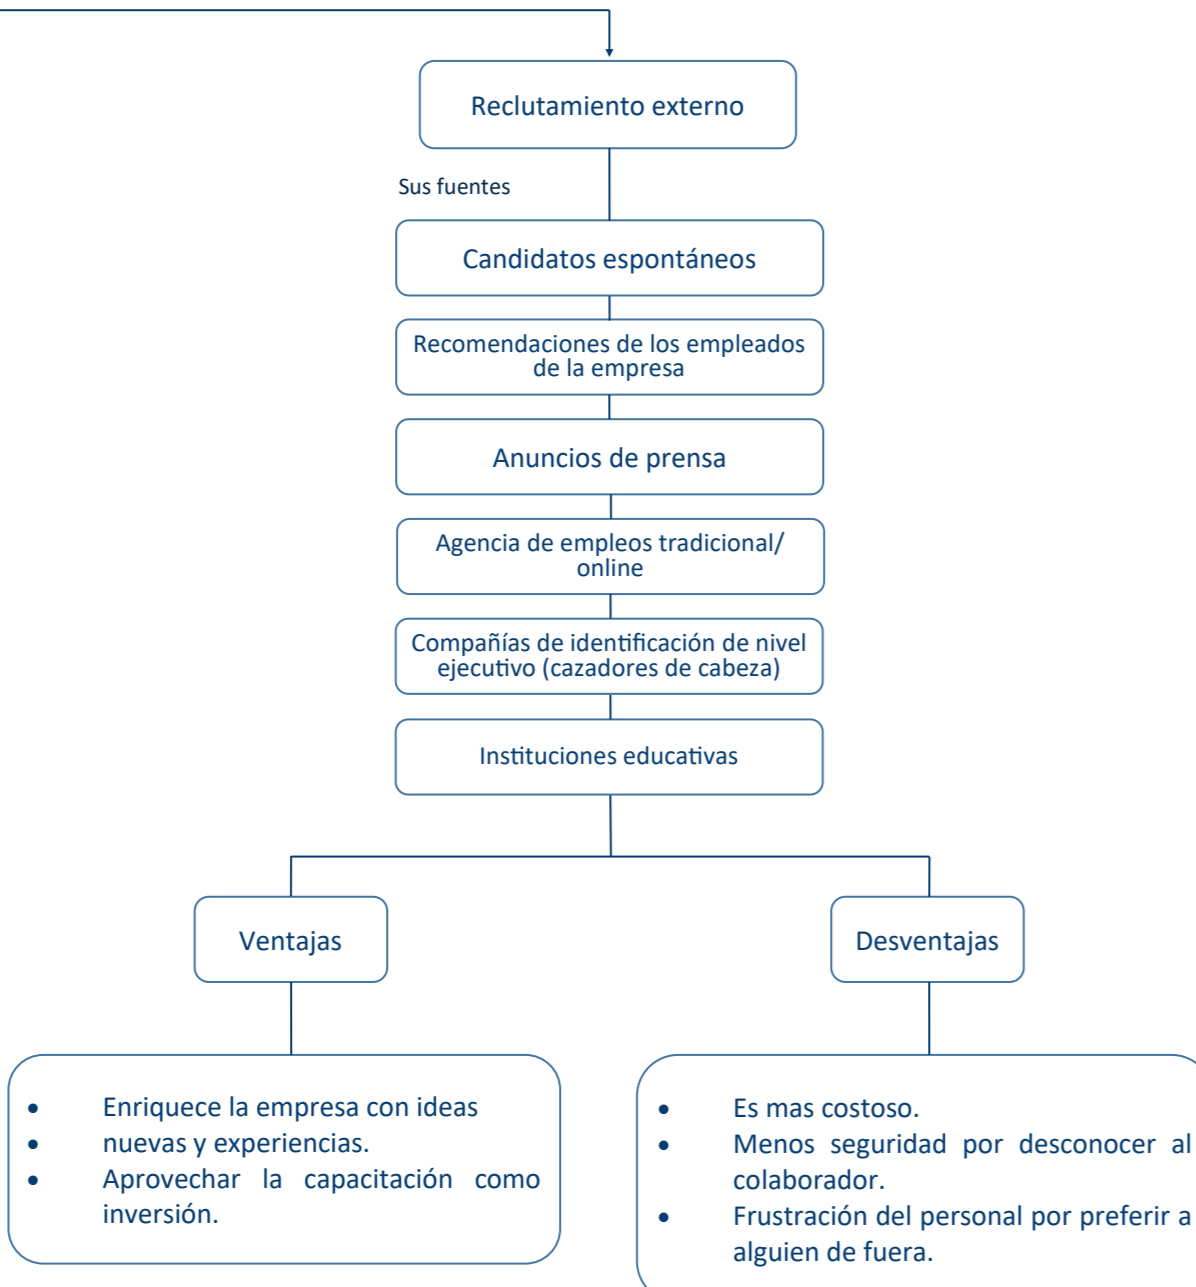 Reclutamiento externo
Sus fuentes
Candidatos espontáneos
Recomendaciones de los empleados
de la empresa
Anuncios de prensa
Agencia de empleos tradicional/
online
Compañías de identificación de nivel
ejecutivo (cazadores de cabeza)
Instituciones educativas
Ventajas
Desventajas
• Enriquece la empresa con ideas
• nuevas y experiencias.
• Aprovechar la capacitación como
inversión.
• Es mas costoso.
• Menos seguridad por desconocer al
colaborador.
• Frustración del personal por preferir a
alguien de fuera.